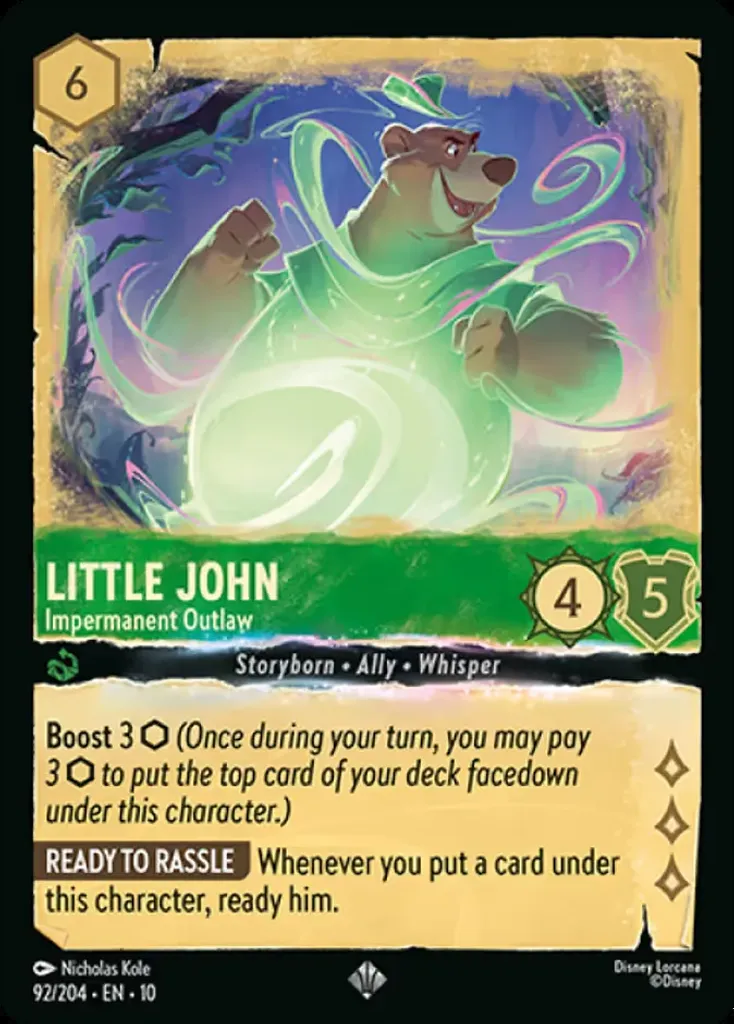 6
LITTLE JOHN
Impermanent Outlaw
4
5
Storyborn • Ally • Whisper
Boost 3 ⬡ (Once during your turn, you may pay
3 ⬡ to put the top card of your deck facedown
under this character.)
READY TO RASSLE Whenever you put a card under
this character, ready him.
Nicholas Kole
92/204 • EN • 10
Disney Lorcana
©Disney